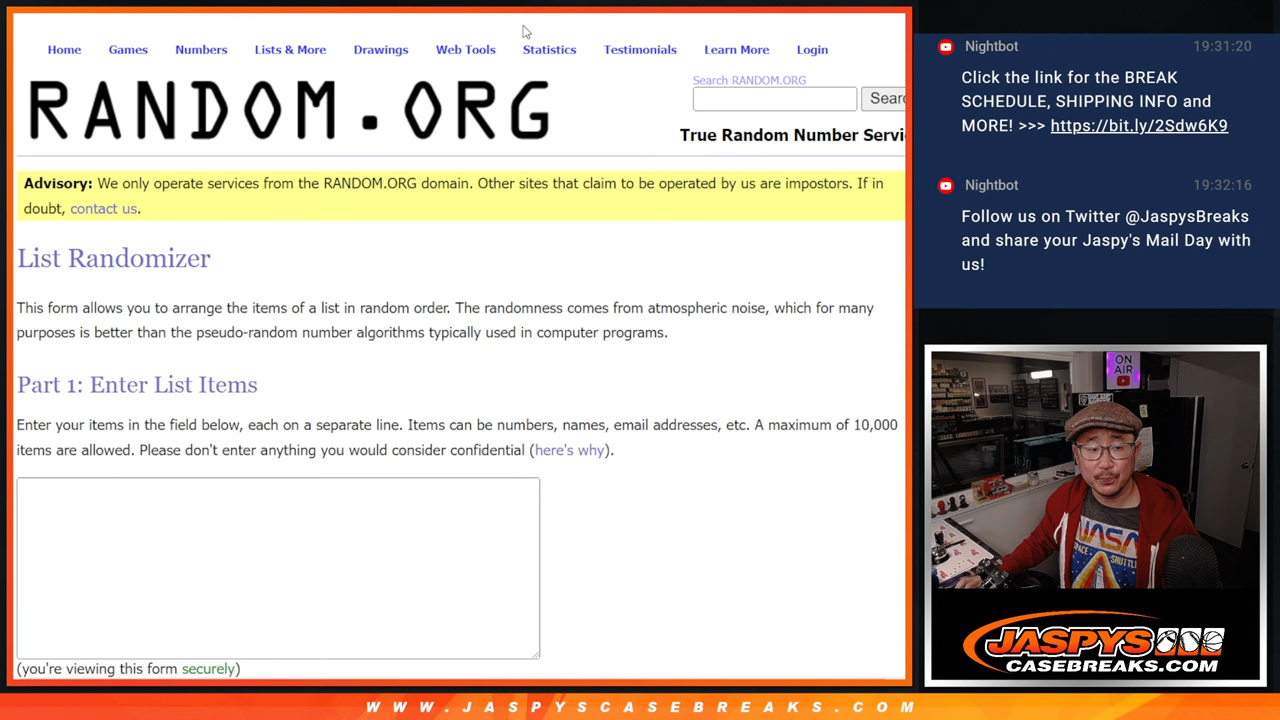 Home Games Numbers Lists & More Drawings Web Tools Statistics Testimonials Learn More Login
RANDOM.ORG
Search RANDOM.ORG
Searc
True Random Number Servi
Advisory: We only operate services from the RANDOM.ORG domain. Other sites that claim to be operated by us are impostors. If in
doubt, contact us.
List Randomizer
This form allows you to arrange the items of a list in random order. The randomness comes from atmospheric noise, which for many
purposes is better than the pseudo-random number algorithms typically used in computer programs.
Part 1: Enter List Items
Enter your items in the field below, each on a separate line. Items can be numbers, names, email addresses, etc. A maximum of 10,000
items are allowed. Please don't enter anything you would consider confidential (here's why).
(you're viewing this form securely)
Nightbot 19:31:20
Click the link for the BREAK
SCHEDULE, SHIPPING INFO and
MORE! >>> https://bit.ly/2Sdw6K9
Nightbot 19:32:16
Follow us on Twitter @JaspysBreaks
and share your Jaspy's Mail Day with
us!
ON
AIR
NASA
SPACE SHUTTLE
JASPYS
CASEBREAKS.COM
WWW.JASPYSCASEBREAKS.COM